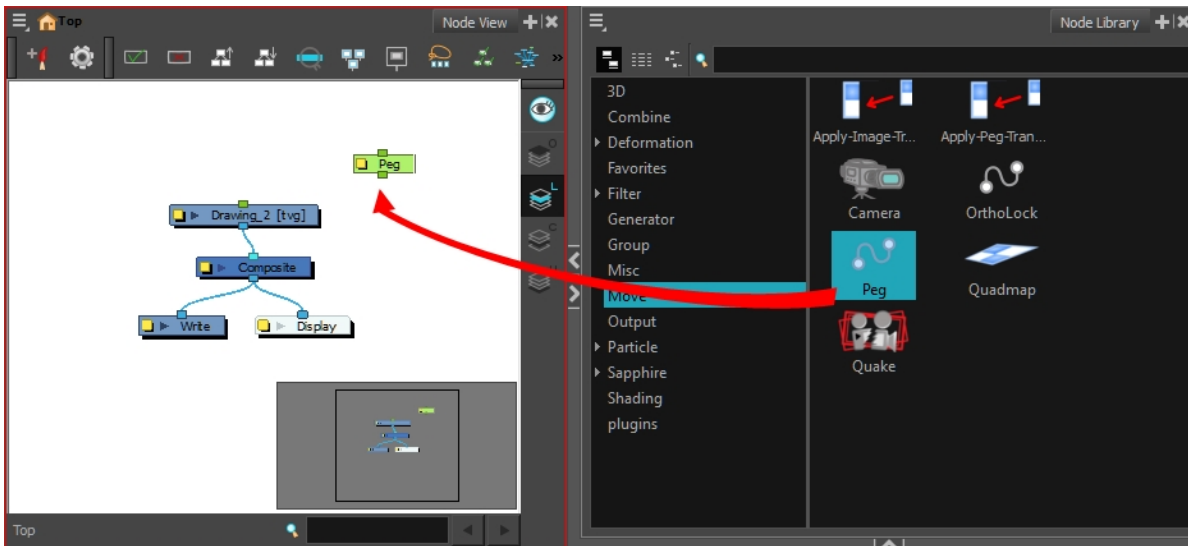 Top
Node View
Peg
Drawing_2 [tvg]
Composite
Write
Display
O
L
C
Top
Node Library
3D
Combine
Deformation
Favorites
Filter
Generator
Group
Misc
Move
Output
Particle
Sapphire
Shading
plugins
Apply-Image-Tr...
Apply-Peg-Tran...
Camera
OrthoLock
Peg
Quadmap
Quake